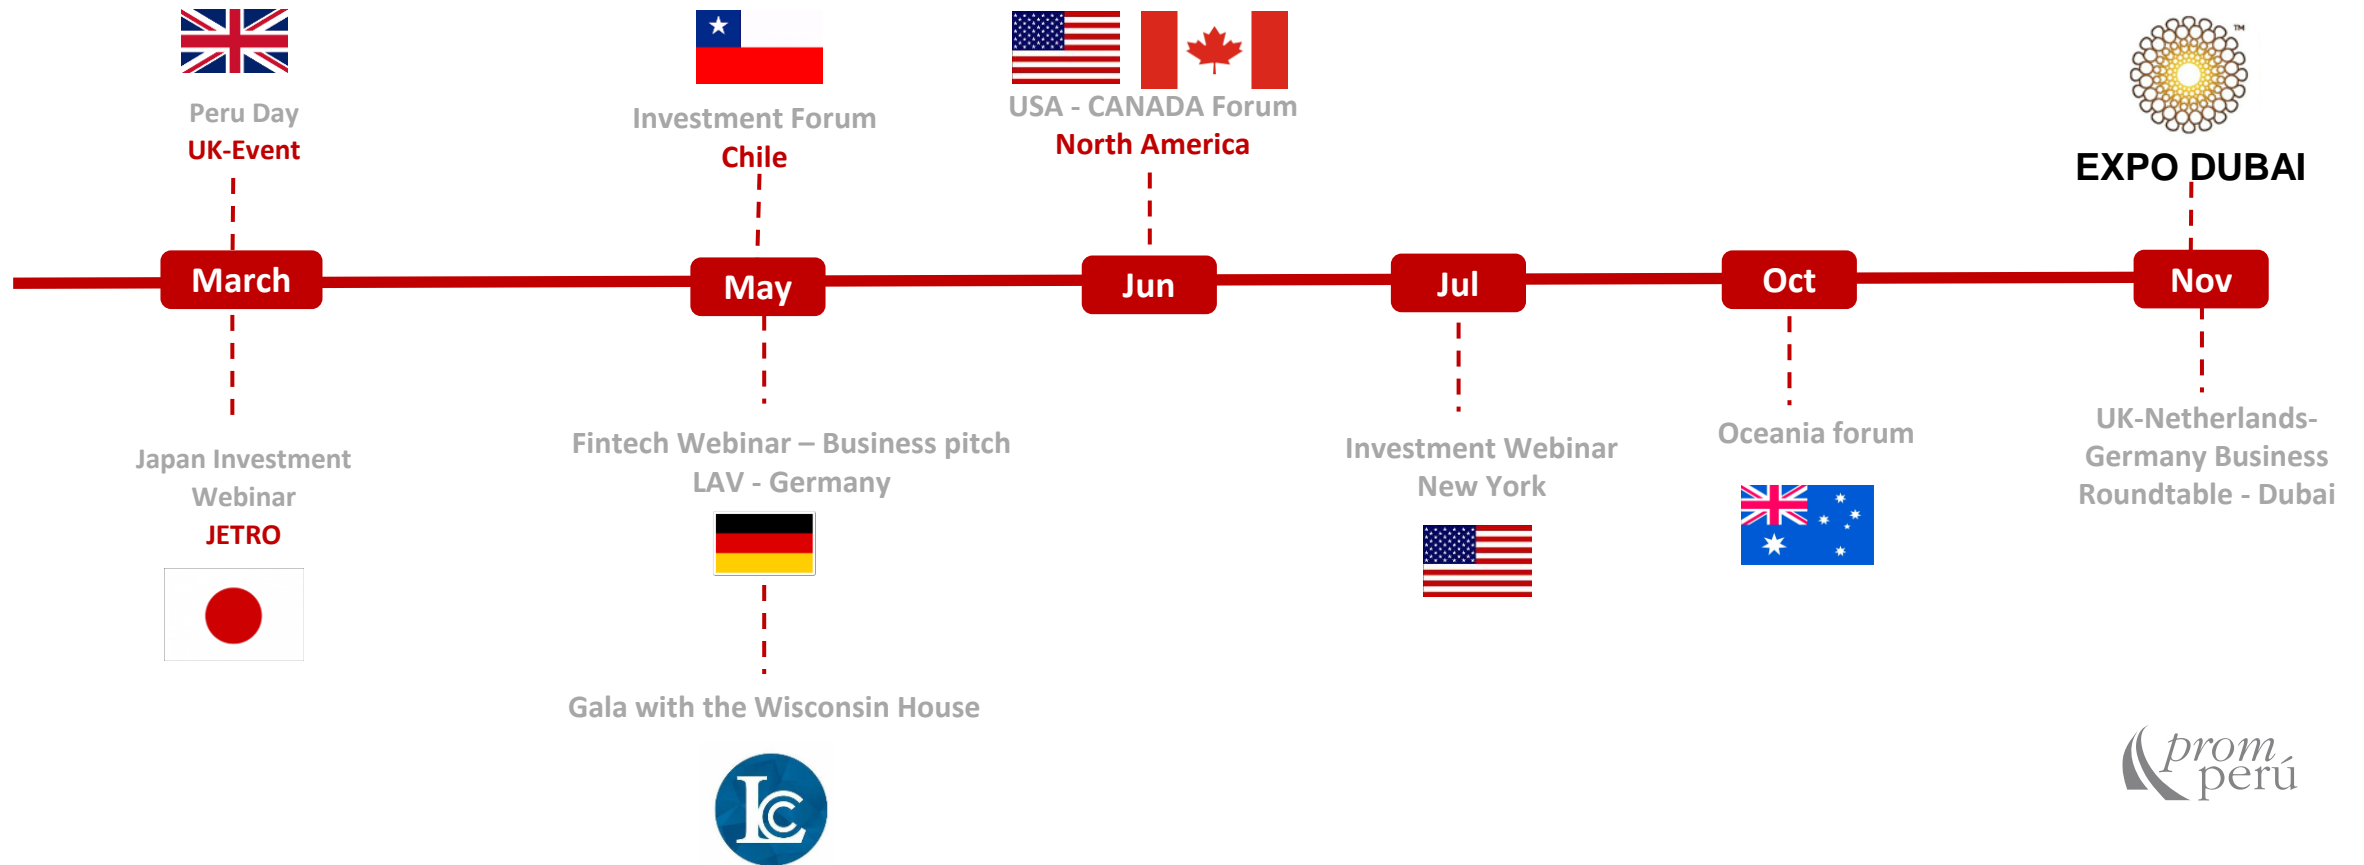 Peru Day
UK-Event
Investment Forum
Chile
USA - CANADA Forum
North America
™
EXPO DUBAI
March
May
Jun
Jul
Oct
Nov
Japan Investment
Webinar
JETRO
Fintech Webinar – Business pitch
LAV - Germany
Gala with the Wisconsin House
LCC
Investment Webinar
New York
Oceania forum
UK-Netherlands-
Germany Business
Roundtable - Dubai
prom
perú